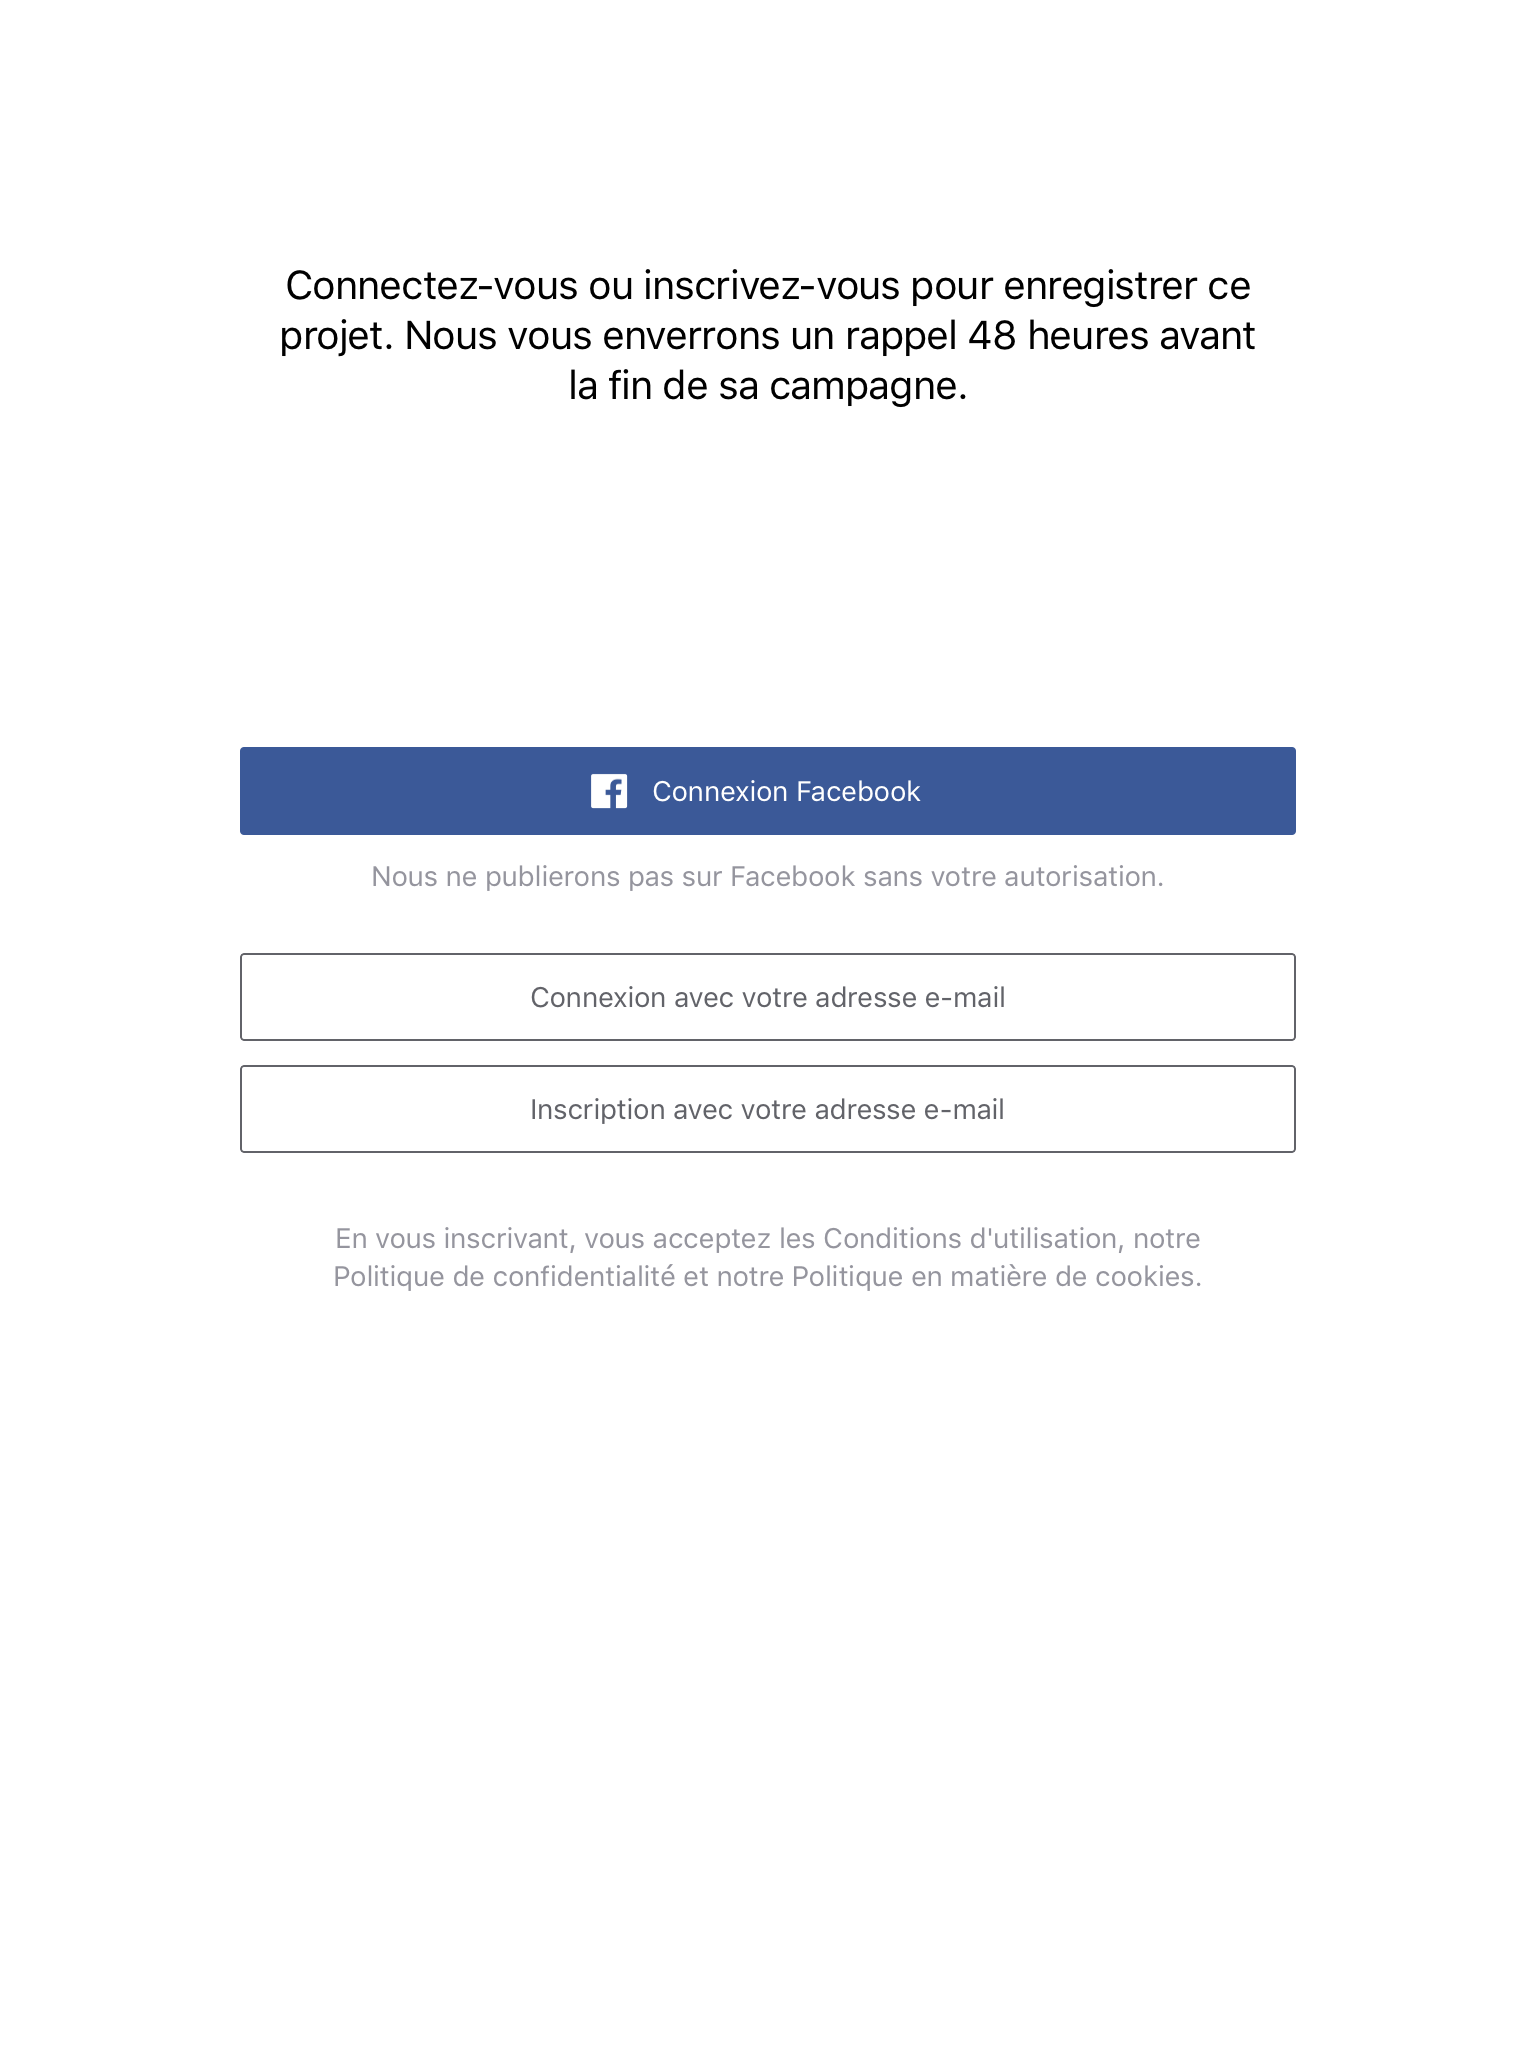 Connectez-vous ou inscrivez-vous pour enregistrer ce
projet. Nous vous enverrons un rappel 48 heures avant
la fin de sa campagne.
Connexion Facebook
Nous ne publierons pas sur Facebook sans votre autorisation.
Connexion avec votre adresse e-mail
Inscription avec votre adresse e-mail
En vous inscrivant, vous acceptez les Conditions d'utilisation, notre
Politique de confidentialité et notre Politique en matière de cookies.